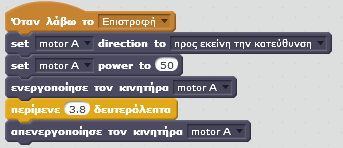 Όταν λάβω το Επιστροφή
set motor A direction to προς εκείνη την κατεύθυνση
set motor A power to 50
ενεργοποίησε τον κινητήρα motor A
περίμενε 3.8 δευτερόλεπτα
απενεργοποίησε τον κινητήρα motor A